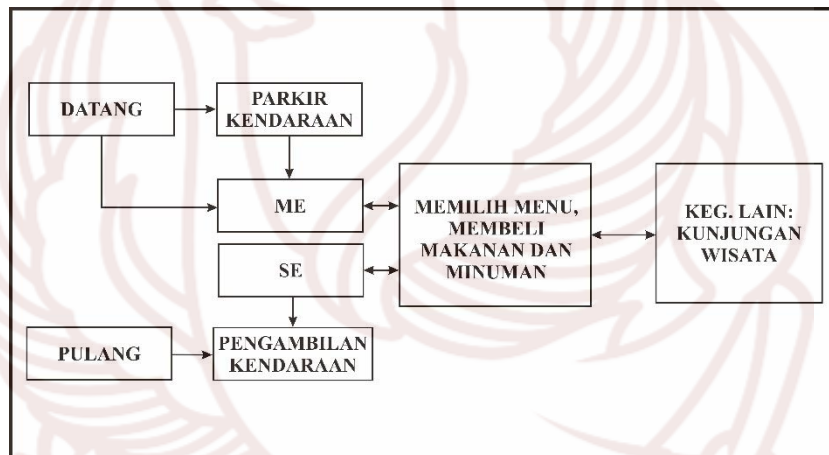 DATANG
PARKIR
KENDARAAN
ME
MEMILIH MENU,
MEMBELI
MAKANAN DAN
MINUMAN
KEG. LAIN:
KUNJUNGAN
WISATA
SE
PULANG
PENGAMBILAN
KENDARAAN